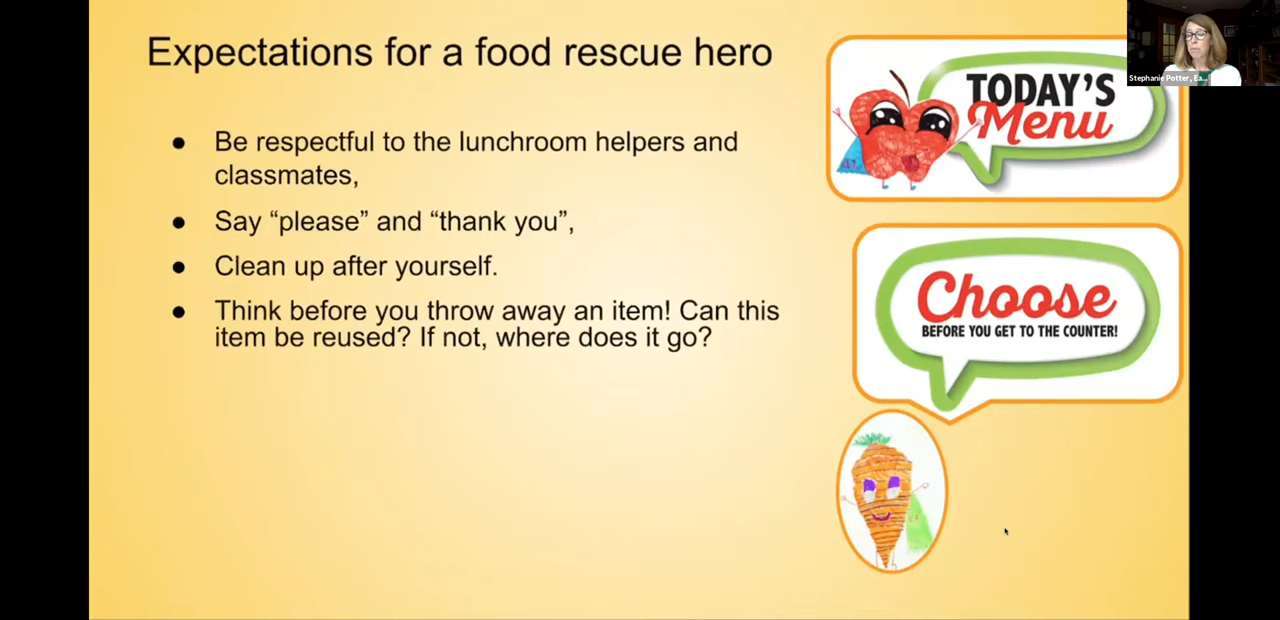 Expectations for a food rescue hero
● Be respectful to the lunchroom helpers and
classmates,
● Say “please” and “thank you”,
● Clean up after yourself.
● Think before you throw away an item! Can this
item be reused? If not, where does it go?
TODAY'S
Menu
Choose
BEFORE YOU GET TO THE COUNTER!
Stephanie Potter, Ea...